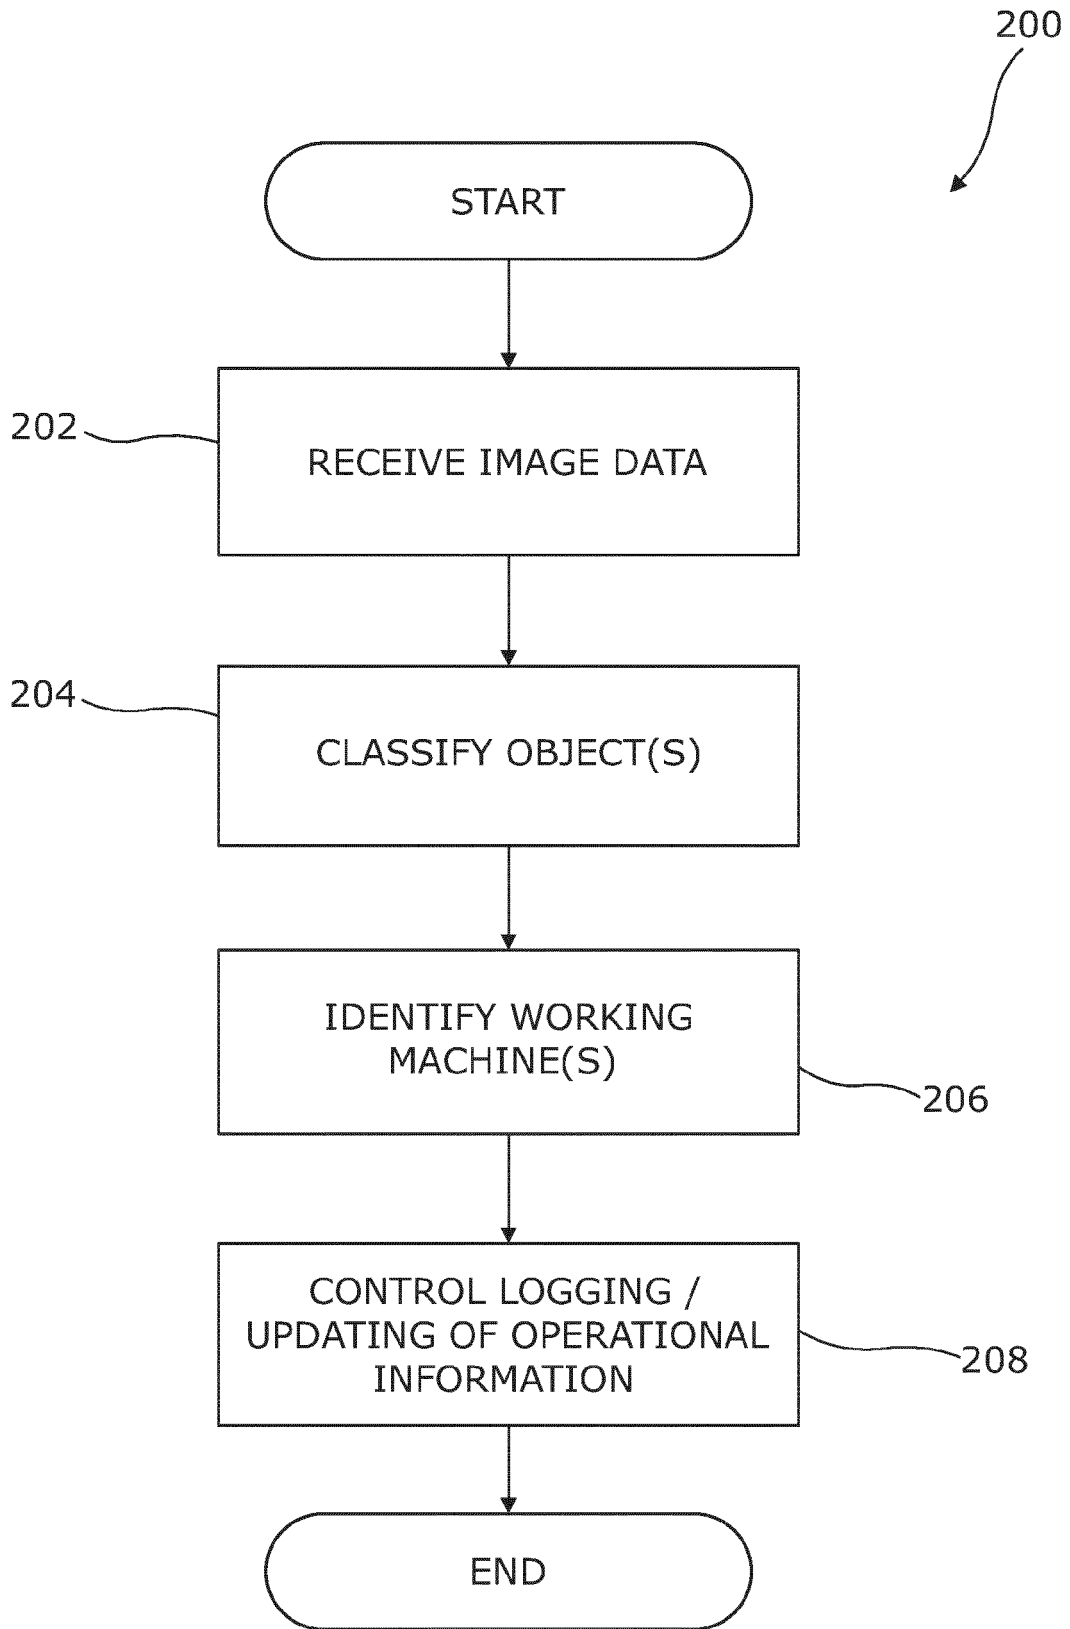 200
START
202
RECEIVE IMAGE DATA
204
CLASSIFY OBJECT(S)
IDENTIFY WORKING
MACHINE(S)
206
CONTROL LOGGING /
UPDATING OF OPERATIONAL
INFORMATION
208
END